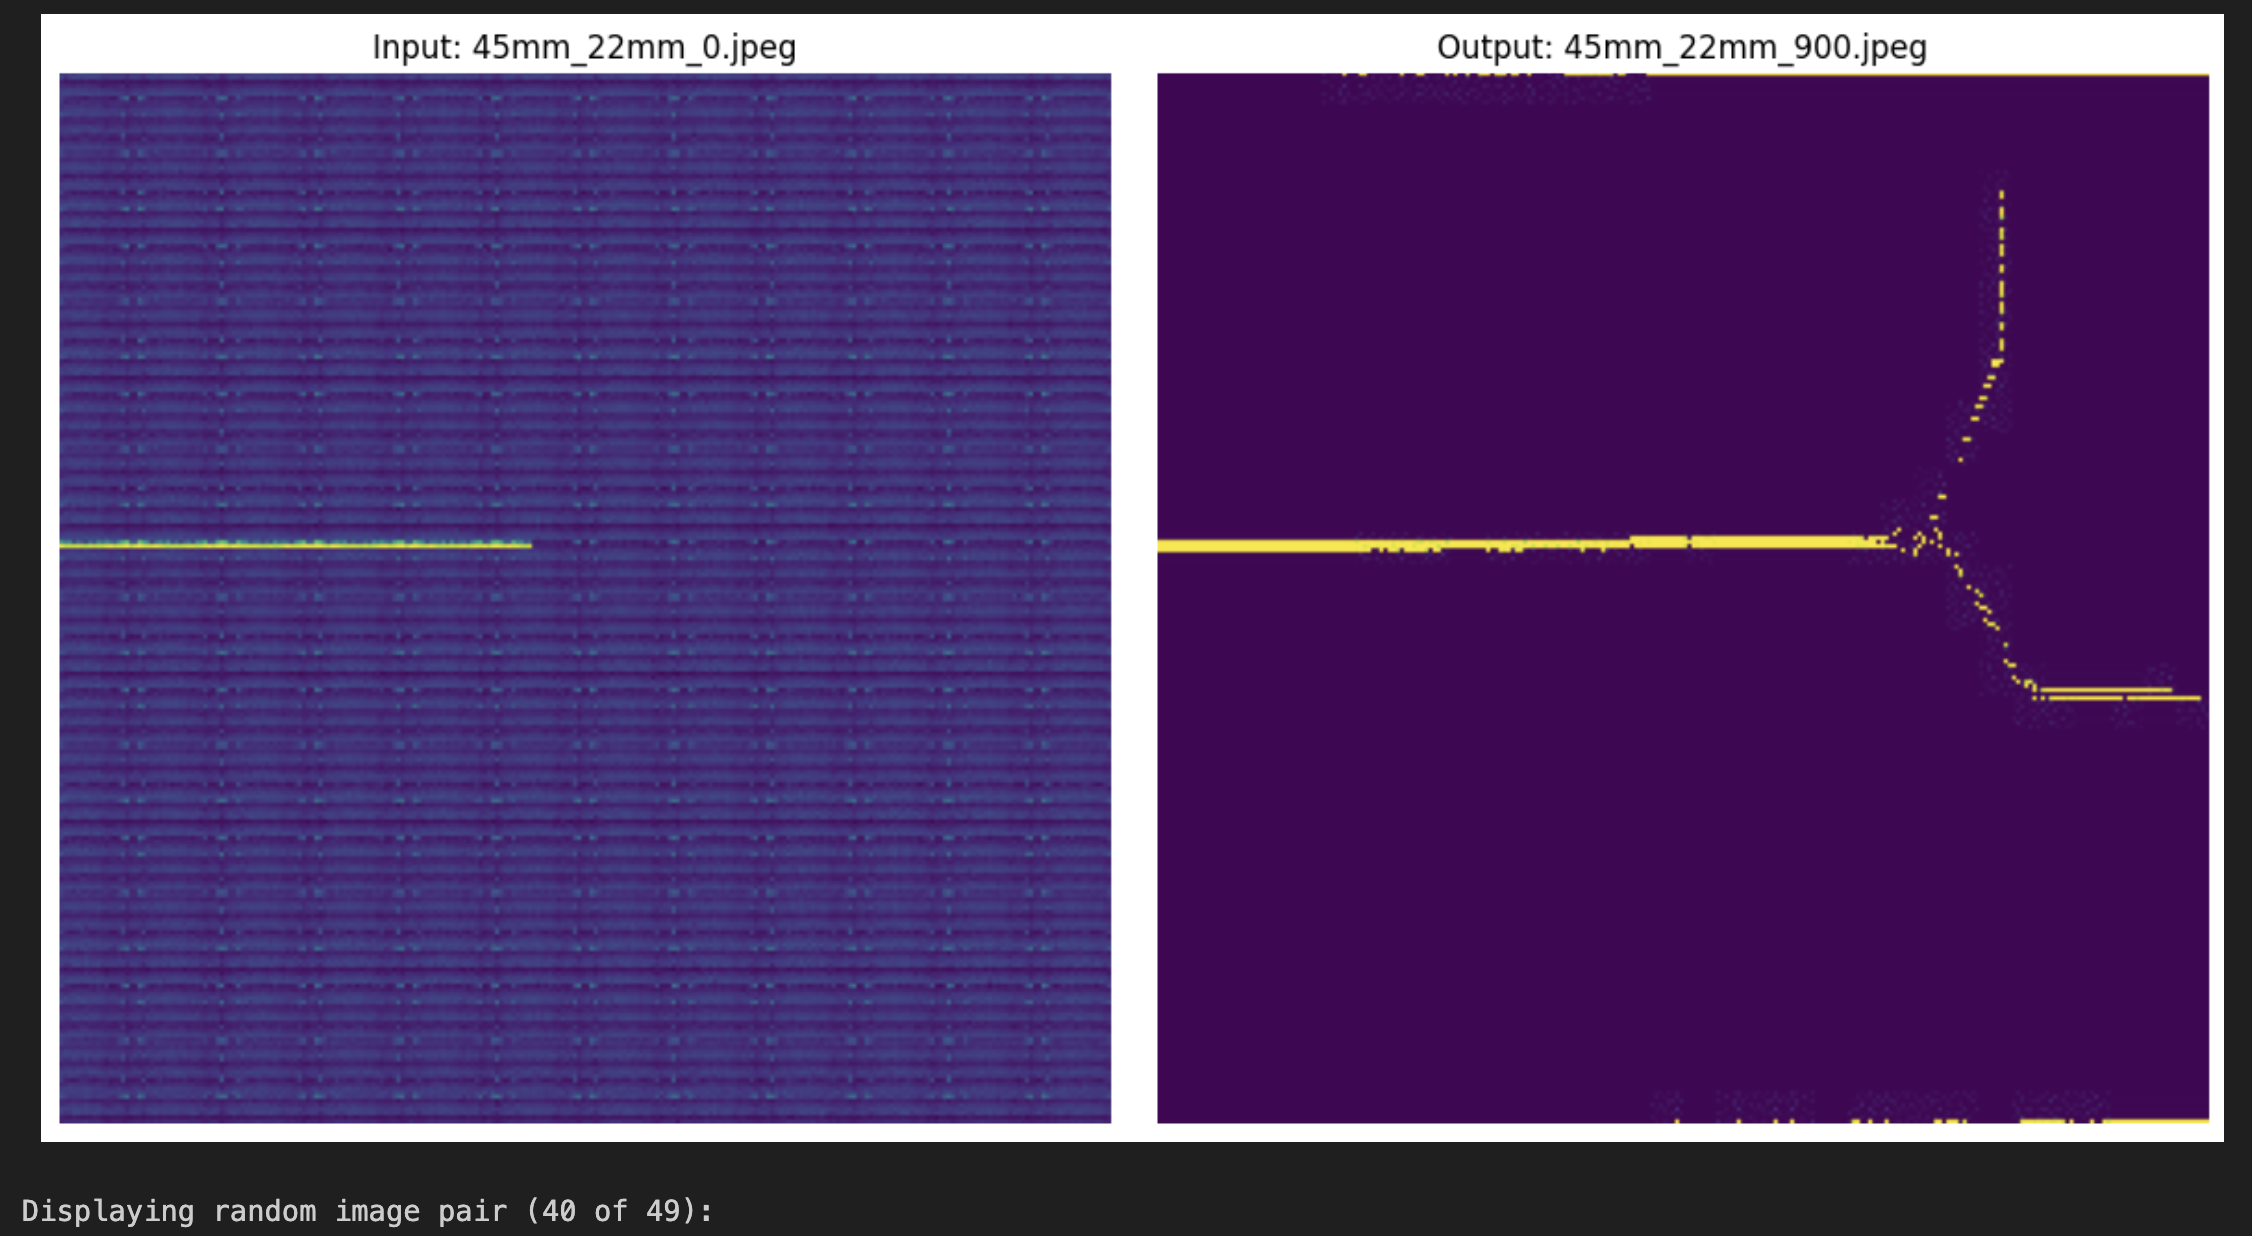 Input: 45mm_22mm_0.jpeg
Output: 45mm_22mm_900.jpeg
Displaying random image pair (40 of 49):